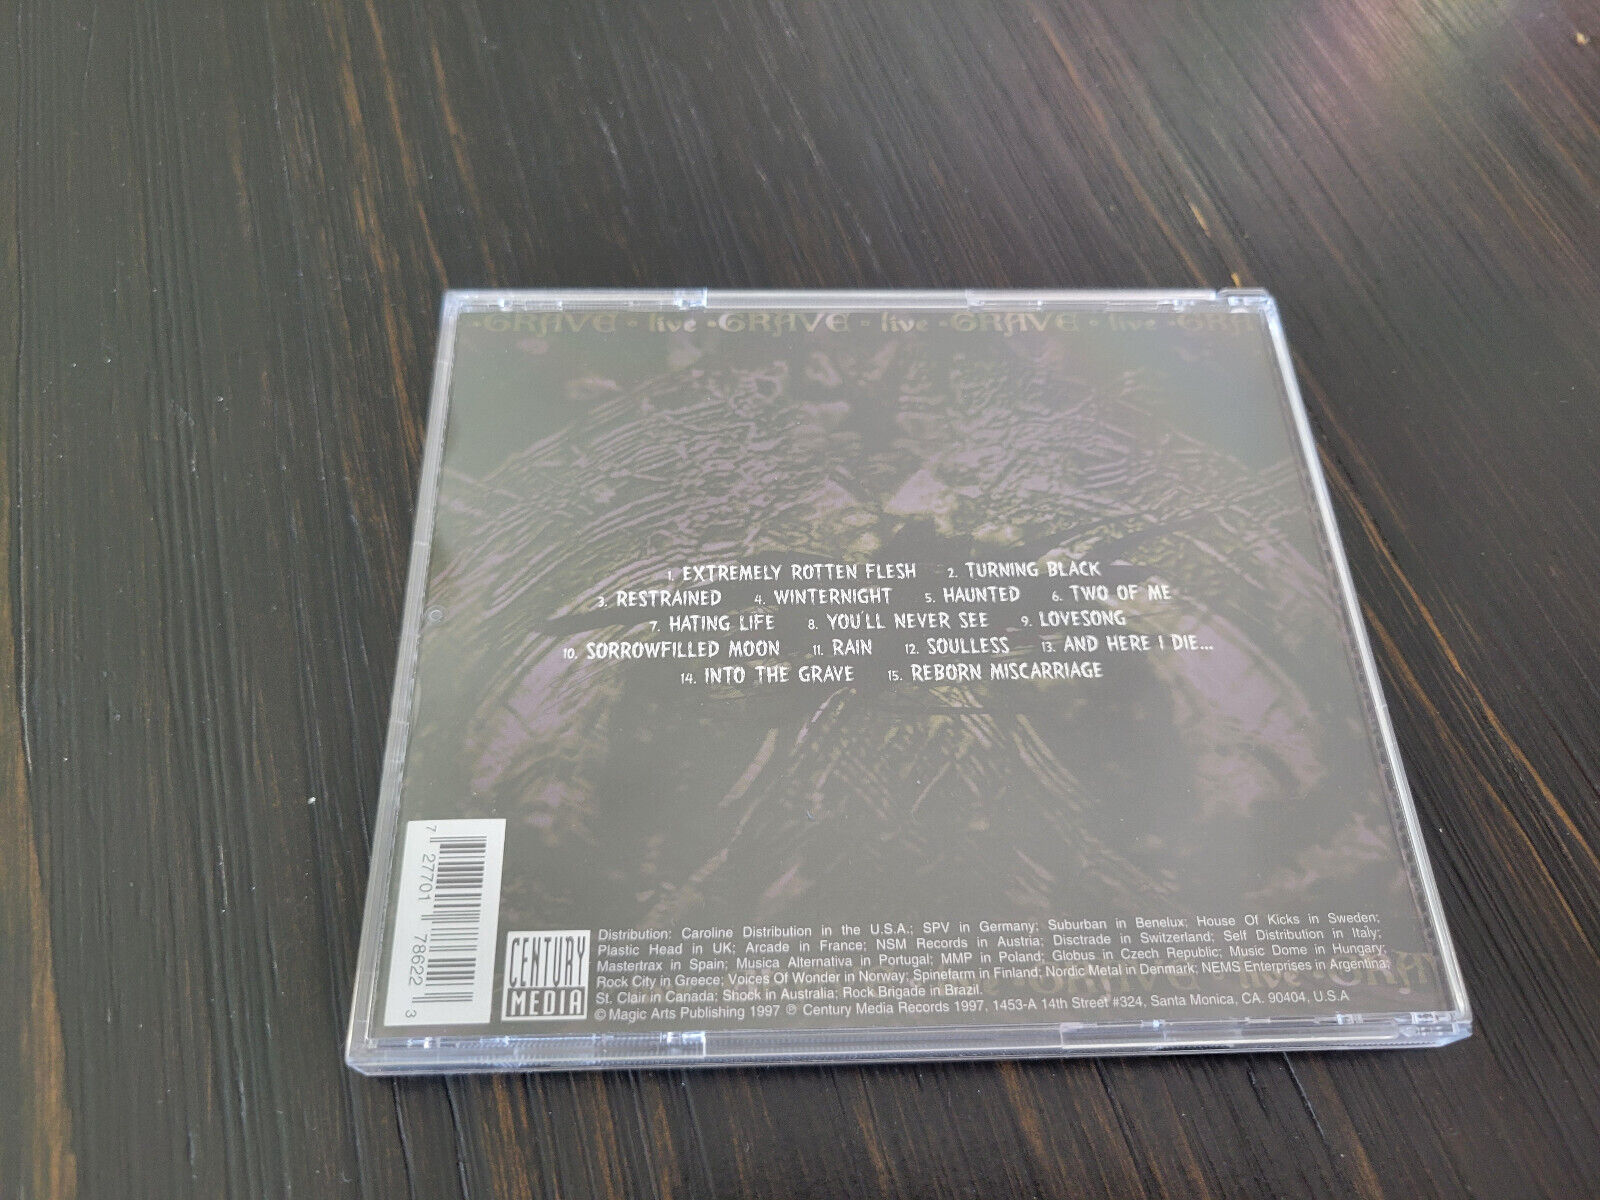 ·GRAVE · live ·GRAVE · live ·GRAVE · live ·GRAV
1. EXTREMELY ROTTEN FLESH 2. TURNING BLACK
3. RESTRAINED 4. WINTERNIGHT 5. HAUNTED 6. TWO OF ME
7. HATING LIFE 8. YOU'LL NEVER SEE 9. LOVESONG
10. SORROWFILLED MOON 11. RAIN 12. SOULLESS 13. AND HERE I DIE...
14. INTO THE GRAVE 15. REBORN MISCARRIAGE
7 27701 78622 3
CENTURY
MEDIA
Distribution: Caroline Distribution in the U.S.A.; SPV in Germany; Suburban in Benelux; House Of Kicks in Sweden;
Plastic Head in UK; Arcade in France; NSM Records in Austria; Disctrade in Switzerland; Self Distribution in Italy;
Mastertrax in Spain; Musica Alternativa in Portugal; MMP in Poland; Globus in Czech Republic; Music Dome in Hungary;
Rock City in Greece; Voices Of Wonder in Norway; Spinefarm in Finland; Nordic Metal in Denmark; NEMS Enterprises in Argentina;
St. Clair in Canada; Shock in Australia; Rock Brigade in Brazil.
© Magic Arts Publishing 1997 ℗ Century Media Records 1997, 1453-A 14th Street #324, Santa Monica, CA. 90404, U.S.A